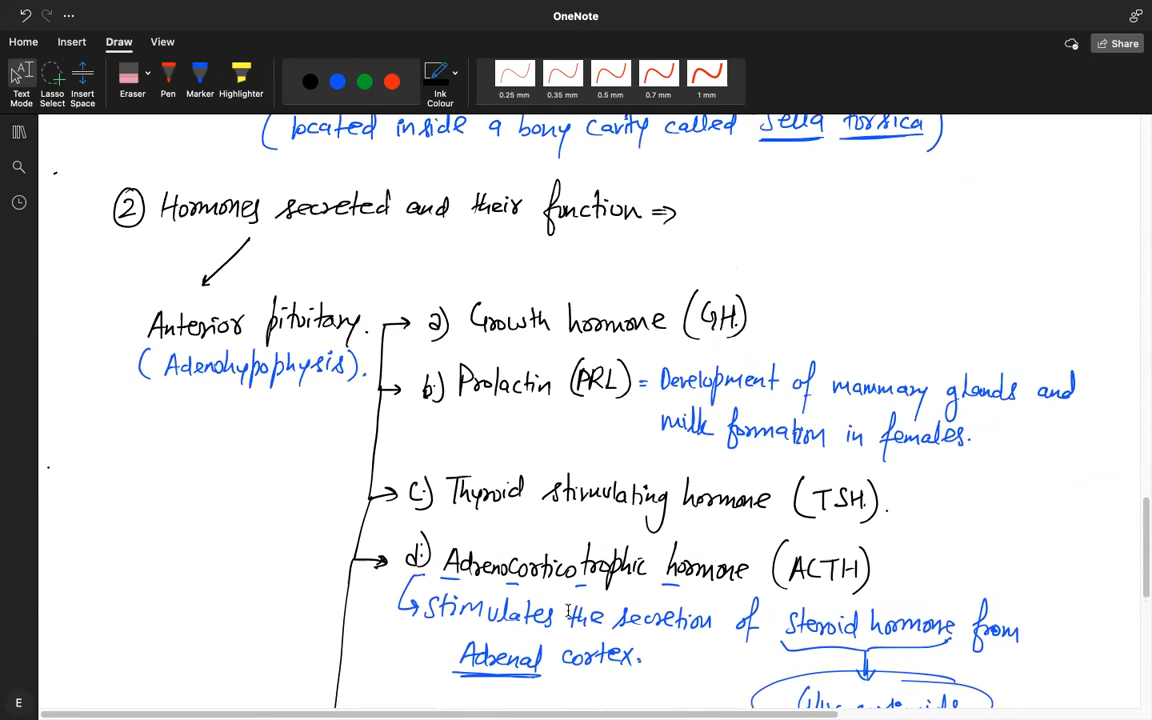 OneNote
Home Insert Draw View
Share
Text Mode
Lasso Select
Insert Space
Eraser
Pen
Marker
Highlighter
Ink Colour
0.25 mm
0.35 mm
0.5 mm
0.7 mm
1 mm
(located inside a bony cavity called Sella torsica)
② Hormones secreted and their function ⇒
Anterior pituitary.
(Adenohypophysis).
→ a) Growth hormone (GH)
→ b) Prolactin (PRL) = Development of mammary glands and
milk formation in females.
→ c) Thyroid stimulating hormone (TSH).
→ d) Adrenocorticotrophic hormone (ACTH)
↳ stimulates the secretion of steroid hormone from
Adrenal cortex.
E